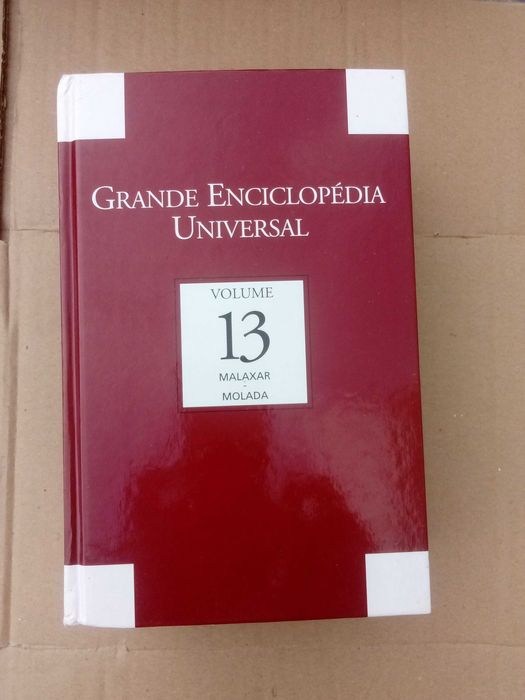 GRANDE ENCICLOPÉDIA
UNIVERSAL
VOLUME
13
MALAXAR
-
MOLADA